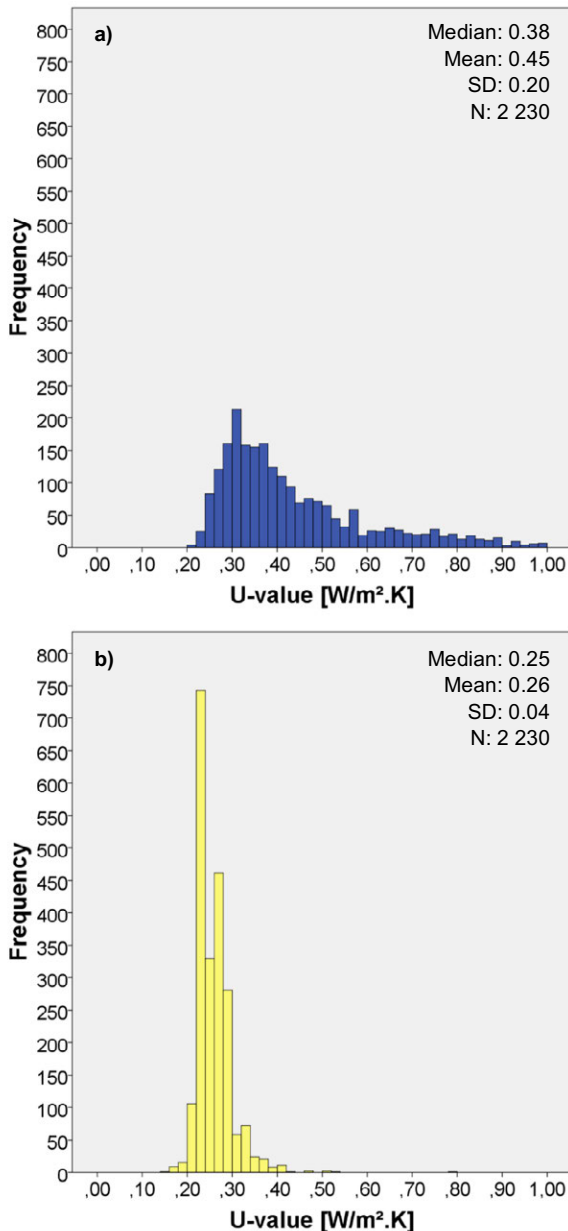 a)
Median: 0.38
Mean: 0.45
SD: 0.20
N: 2 230
Frequency
800
750
700
650
600
550
500
450
400
350
300
250
200
150
100
50
0
,00 ,10 ,20 ,30 ,40 ,50 ,60 ,70 ,80 ,90 1,00
U-value [W/m².K]
b)
Median: 0.25
Mean: 0.26
SD: 0.04
N: 2 230
Frequency
800
750
700
650
600
550
500
450
400
350
300
250
200
150
100
50
0
,00 ,10 ,20 ,30 ,40 ,50 ,60 ,70 ,80 ,90 1,00
U-value [W/m².K]